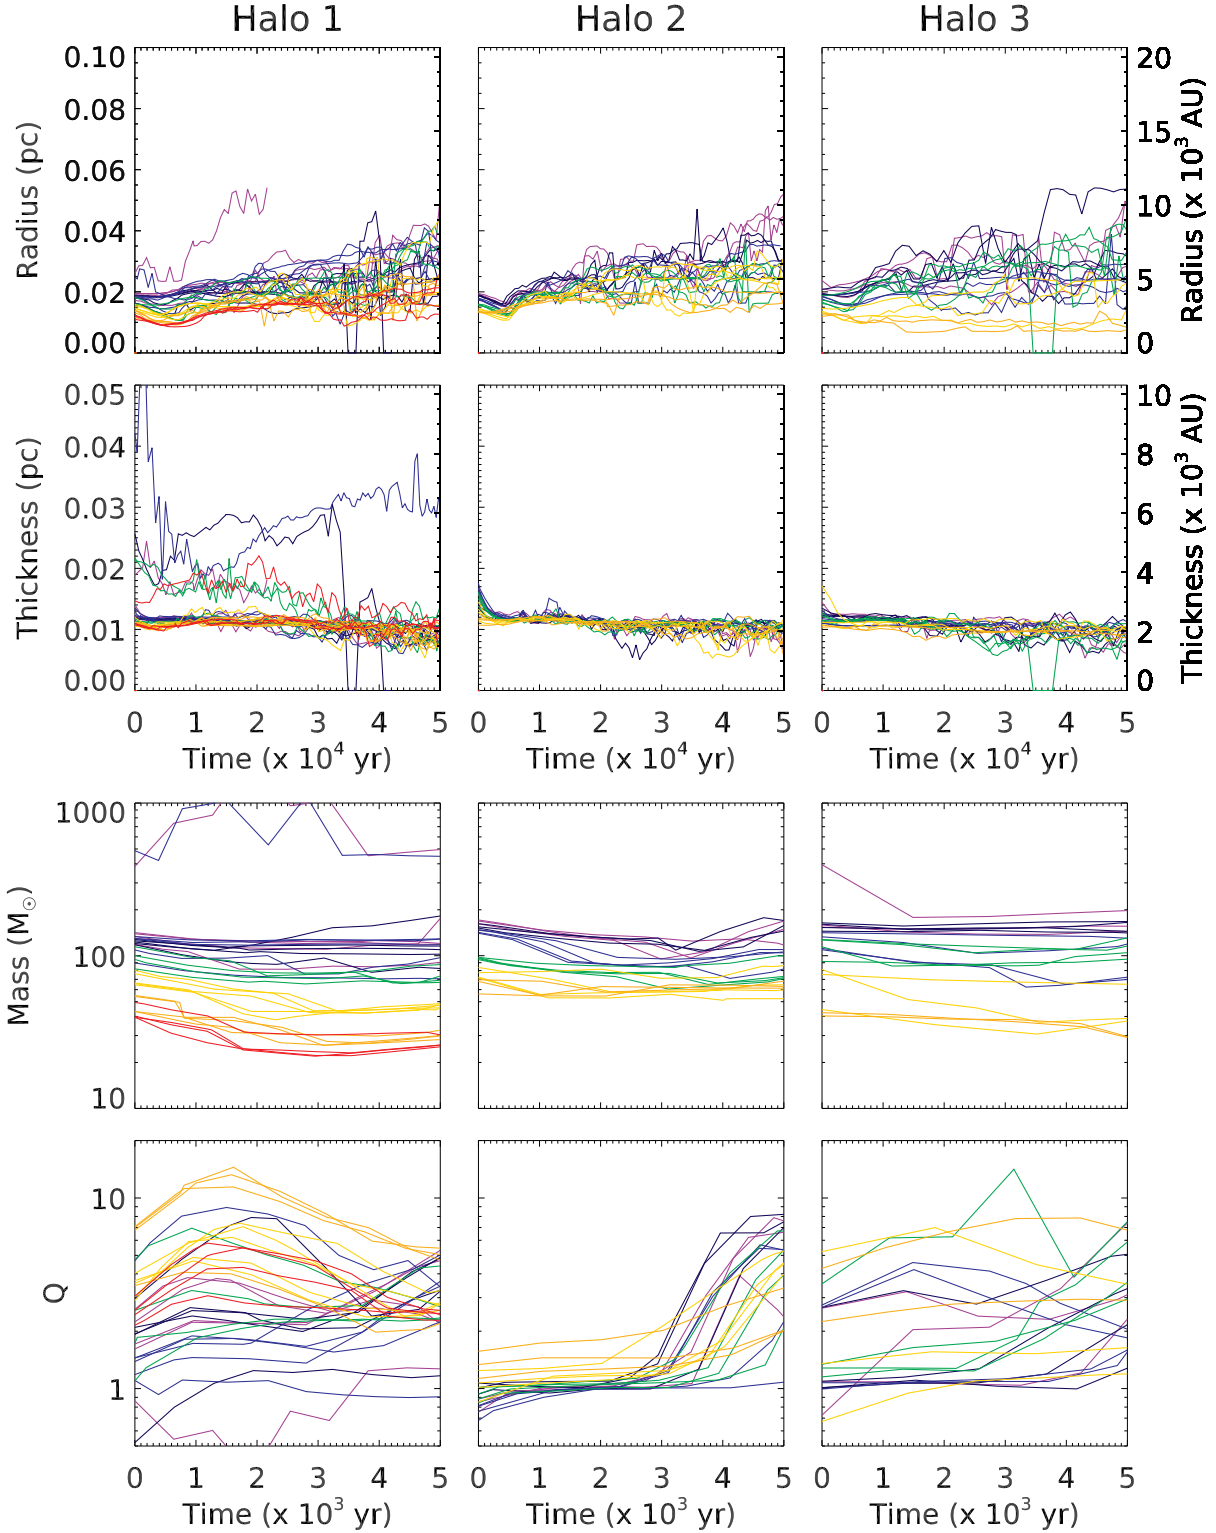 Halo 1 Halo 2 Halo 3
0.10 20
0.08
15
0.06
Radius (pc) 10 Radius (x 10³ AU)
0.04
5
0.02
0.00 0
0.05 10
0.04 8
0.03 6
Thickness (pc) Thickness (x 10³ AU)
0.02 4
0.01 2
0.00 0
0 1 2 3 4 5 0 1 2 3 4 5 0 1 2 3 4 5
Time (x 10⁴ yr) Time (x 10⁴ yr) Time (x 10⁴ yr)
1000
Mass (M☉)
100
10
10
Q
1
0 1 2 3 4 5 0 1 2 3 4 5 0 1 2 3 4 5
Time (x 10³ yr) Time (x 10³ yr) Time (x 10³ yr)